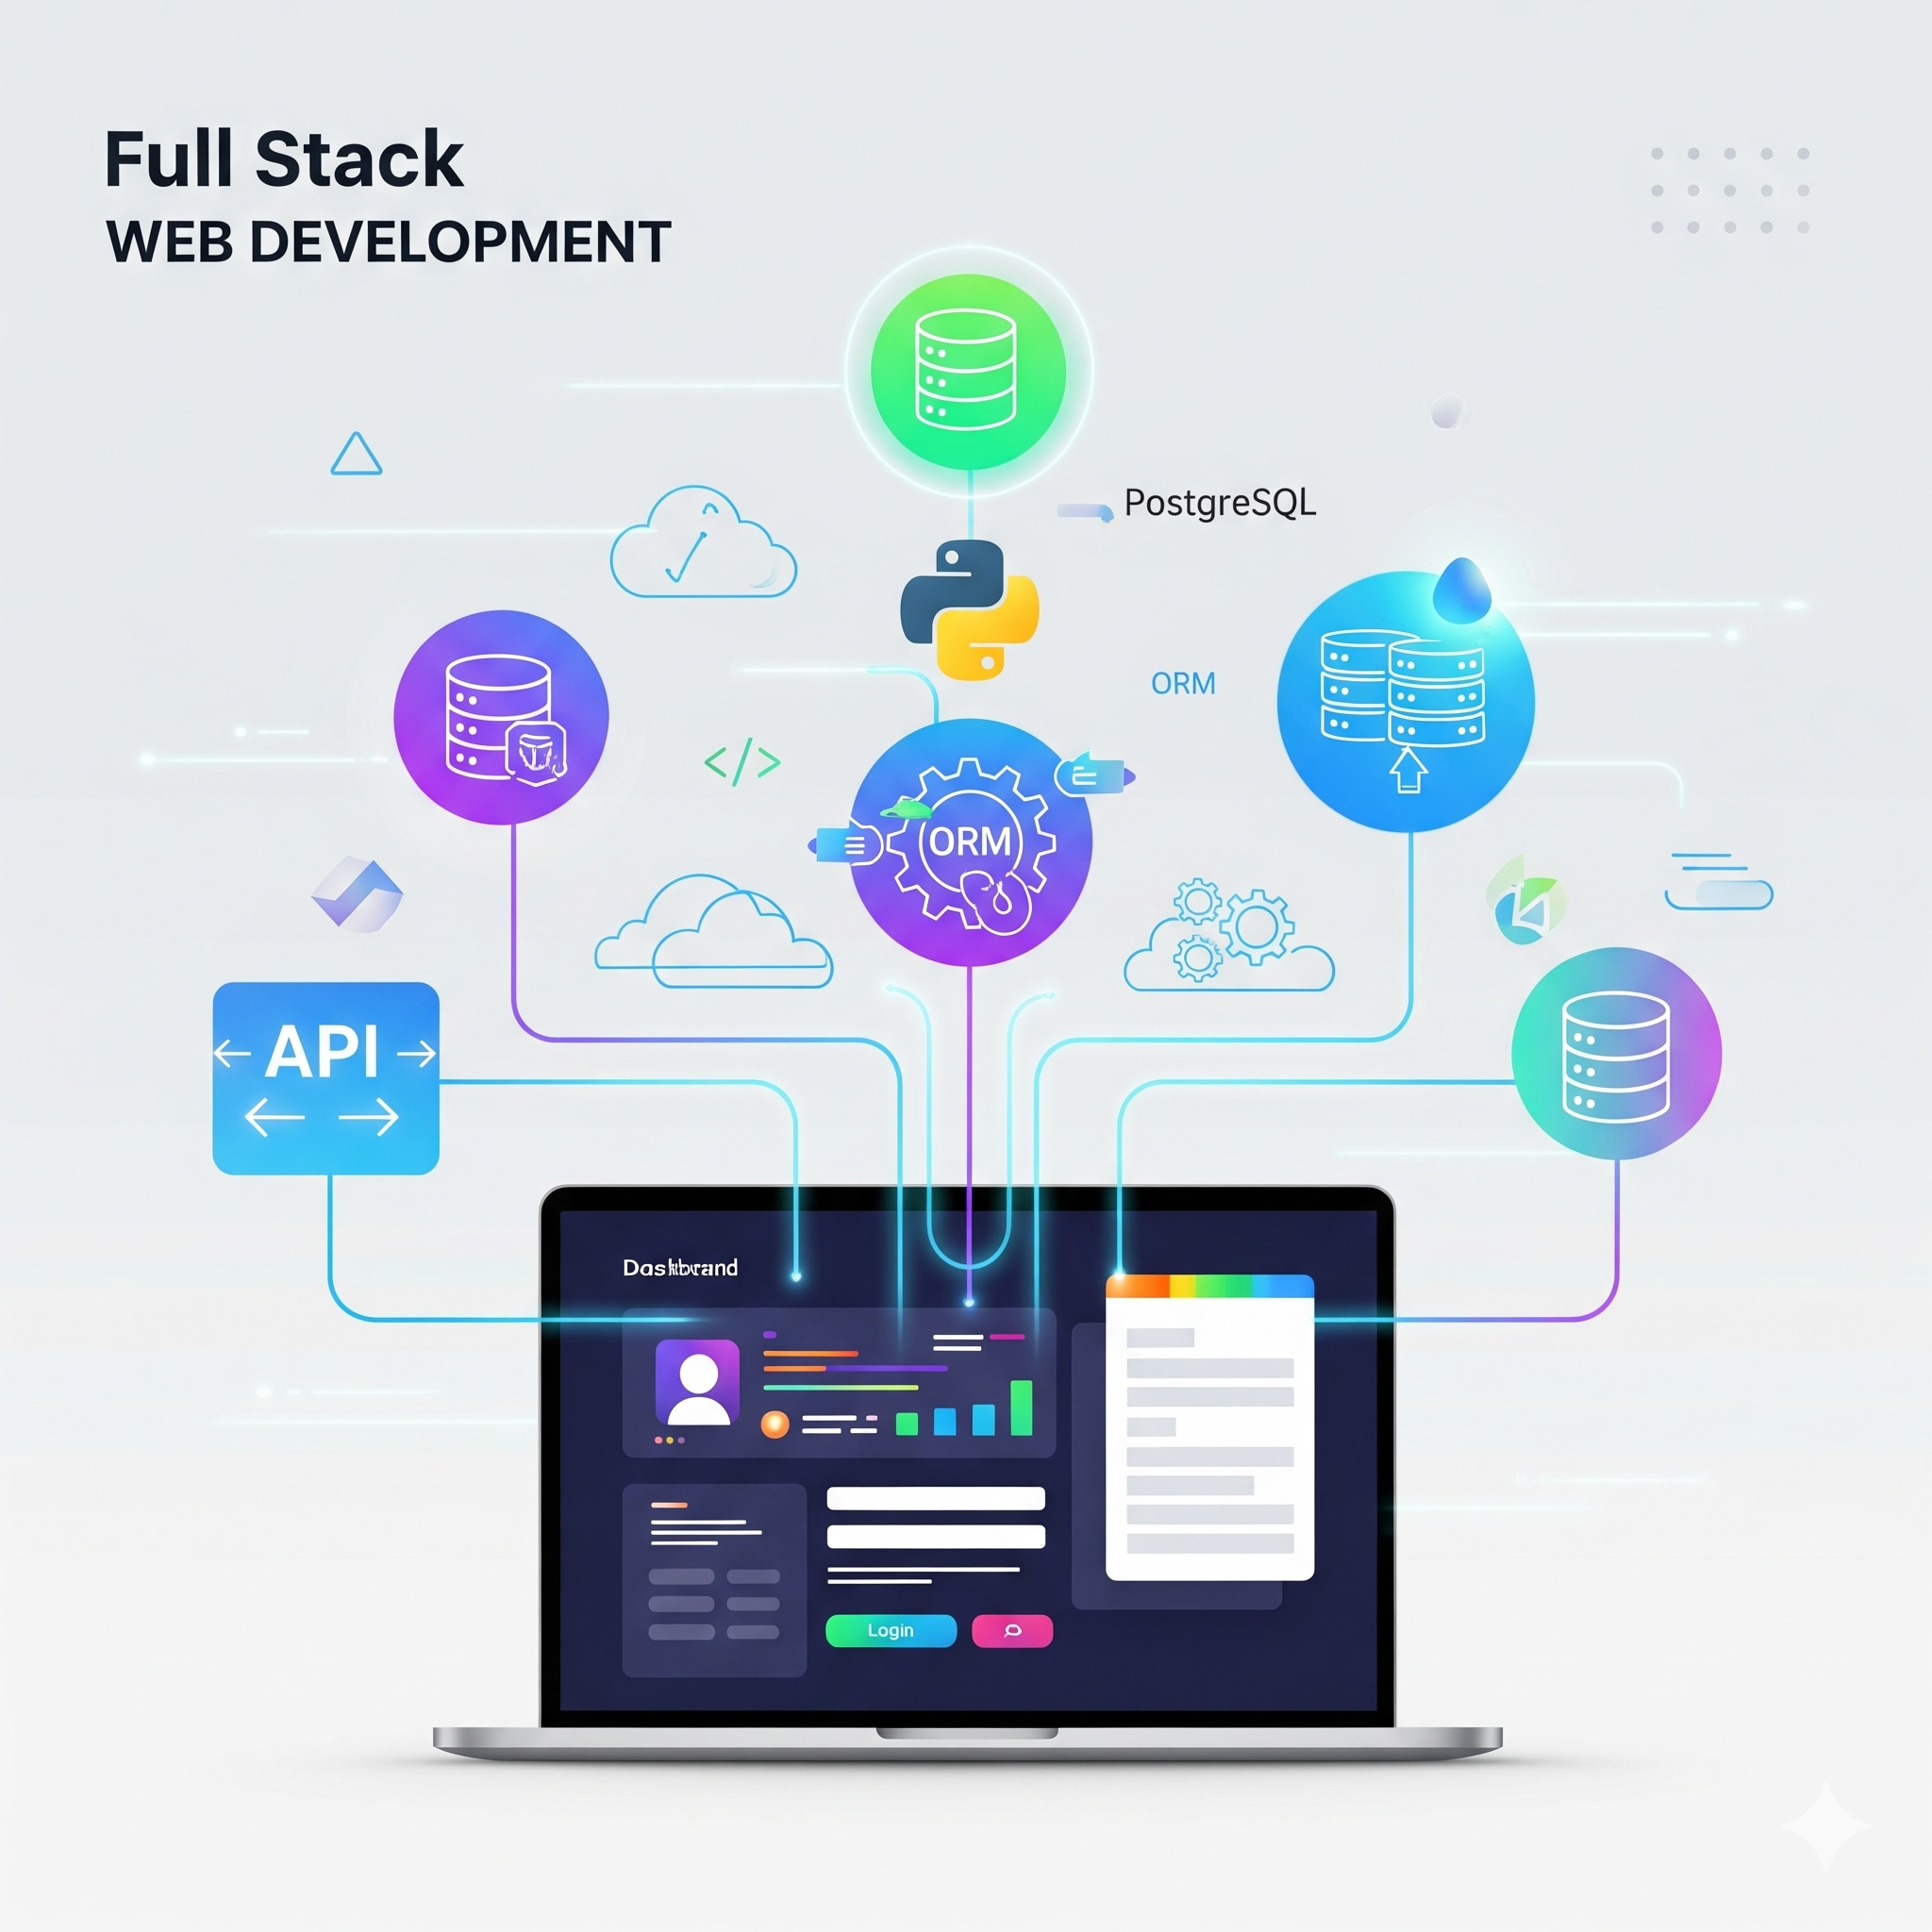 Full Stack
WEB DEVELOPMENT
PostgreSQL
ORM
</>
ORM
API
Login